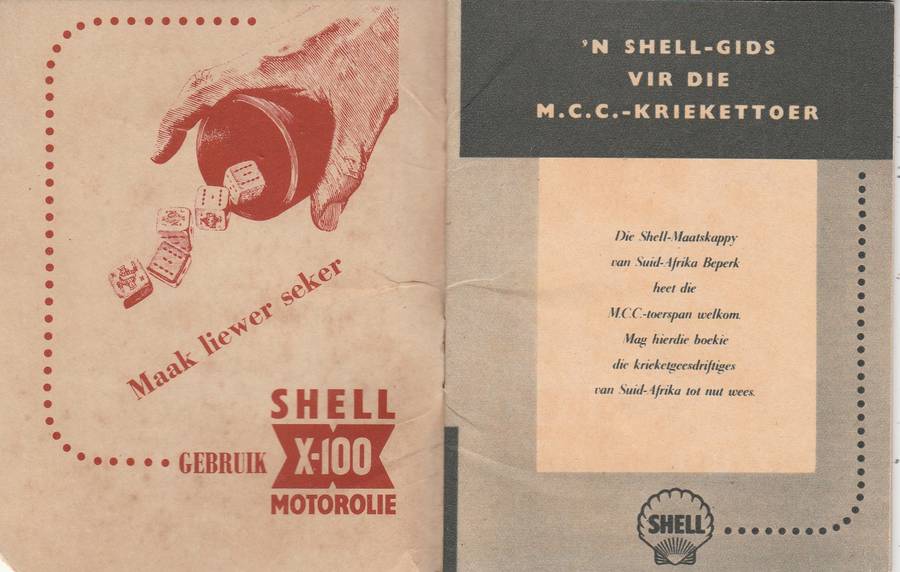 Maak liewer seker
SHELL
GEBRUIK X-100
MOTOROLIE
'N SHELL-GIDS
VIR DIE
M.C.C.-KRIEKETTOER
Die Shell-Maatskappy
van Suid-Afrika Beperk
heet die
M.C.C.-toerspan welkom.
Mag hierdie boekie
die krieketgeesdriftiges
van Suid-Afrika tot nut wees.
SHELL